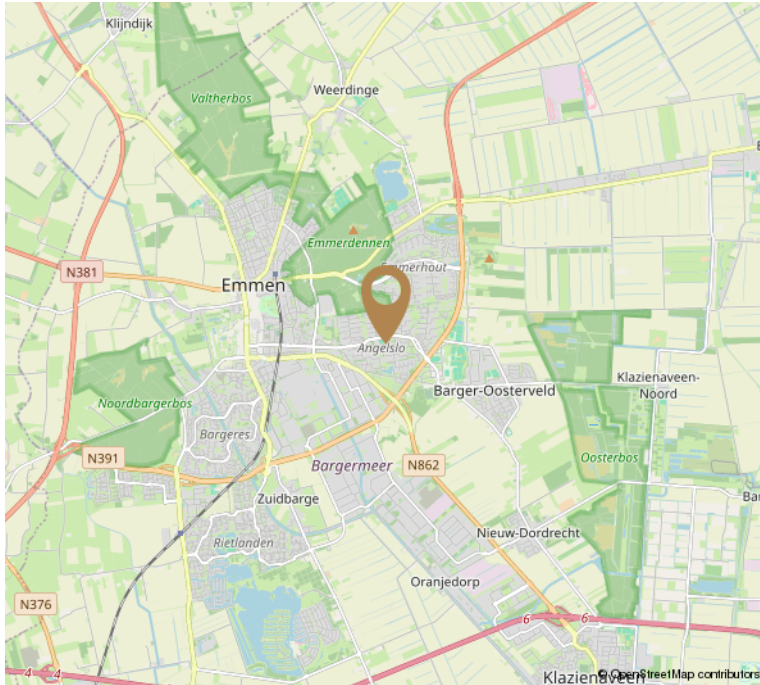 Klijndijk
Valtherbos
Weerdinge
Emmerdennen
N381
Emmen
Emmerhout
Angelslo
Klazienaveen-
Noord
Noordbargerbos
Barger-Oosterveld
Bargeres
N391
Bargermeer
N862
Oosterbos
Ba
Zuidbarge
Nieuw-Dordrecht
Rietlanden
Oranjedorp
N376
6
6
4
4
Klazienaveen
© OpenStreetMap contributors